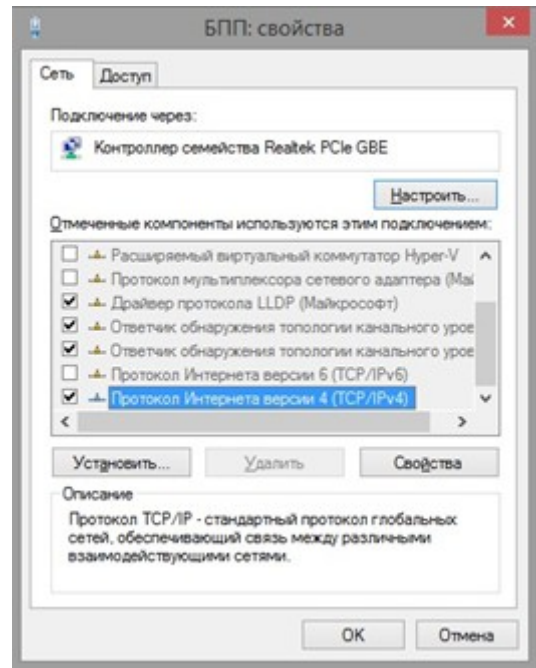 БПП: свойства
Сеть Доступ
Подключение через:
Контроллер семейства Realtek PCIe GBE
Настроить...
Отмеченные компоненты используются этим подключением:
Расширяемый виртуальный коммутатор Hyper-V
Протокол мультиплексора сетевого адаптера (Май
Драйвер протокола LLDP (Майкрософт)
Ответчик обнаружения топологии канального уров
Ответчик обнаружения топологии канального уров
Протокол Интернета версии 6 (TCP/IPv6)
Протокол Интернета версии 4 (TCP/IPv4)
Установить... Удалить Свойства
Описание
Протокол TCP/IP - стандартный протокол глобальных
сетей, обеспечивающий связь между различными
взаимодействующими сетями.
OK Отмена